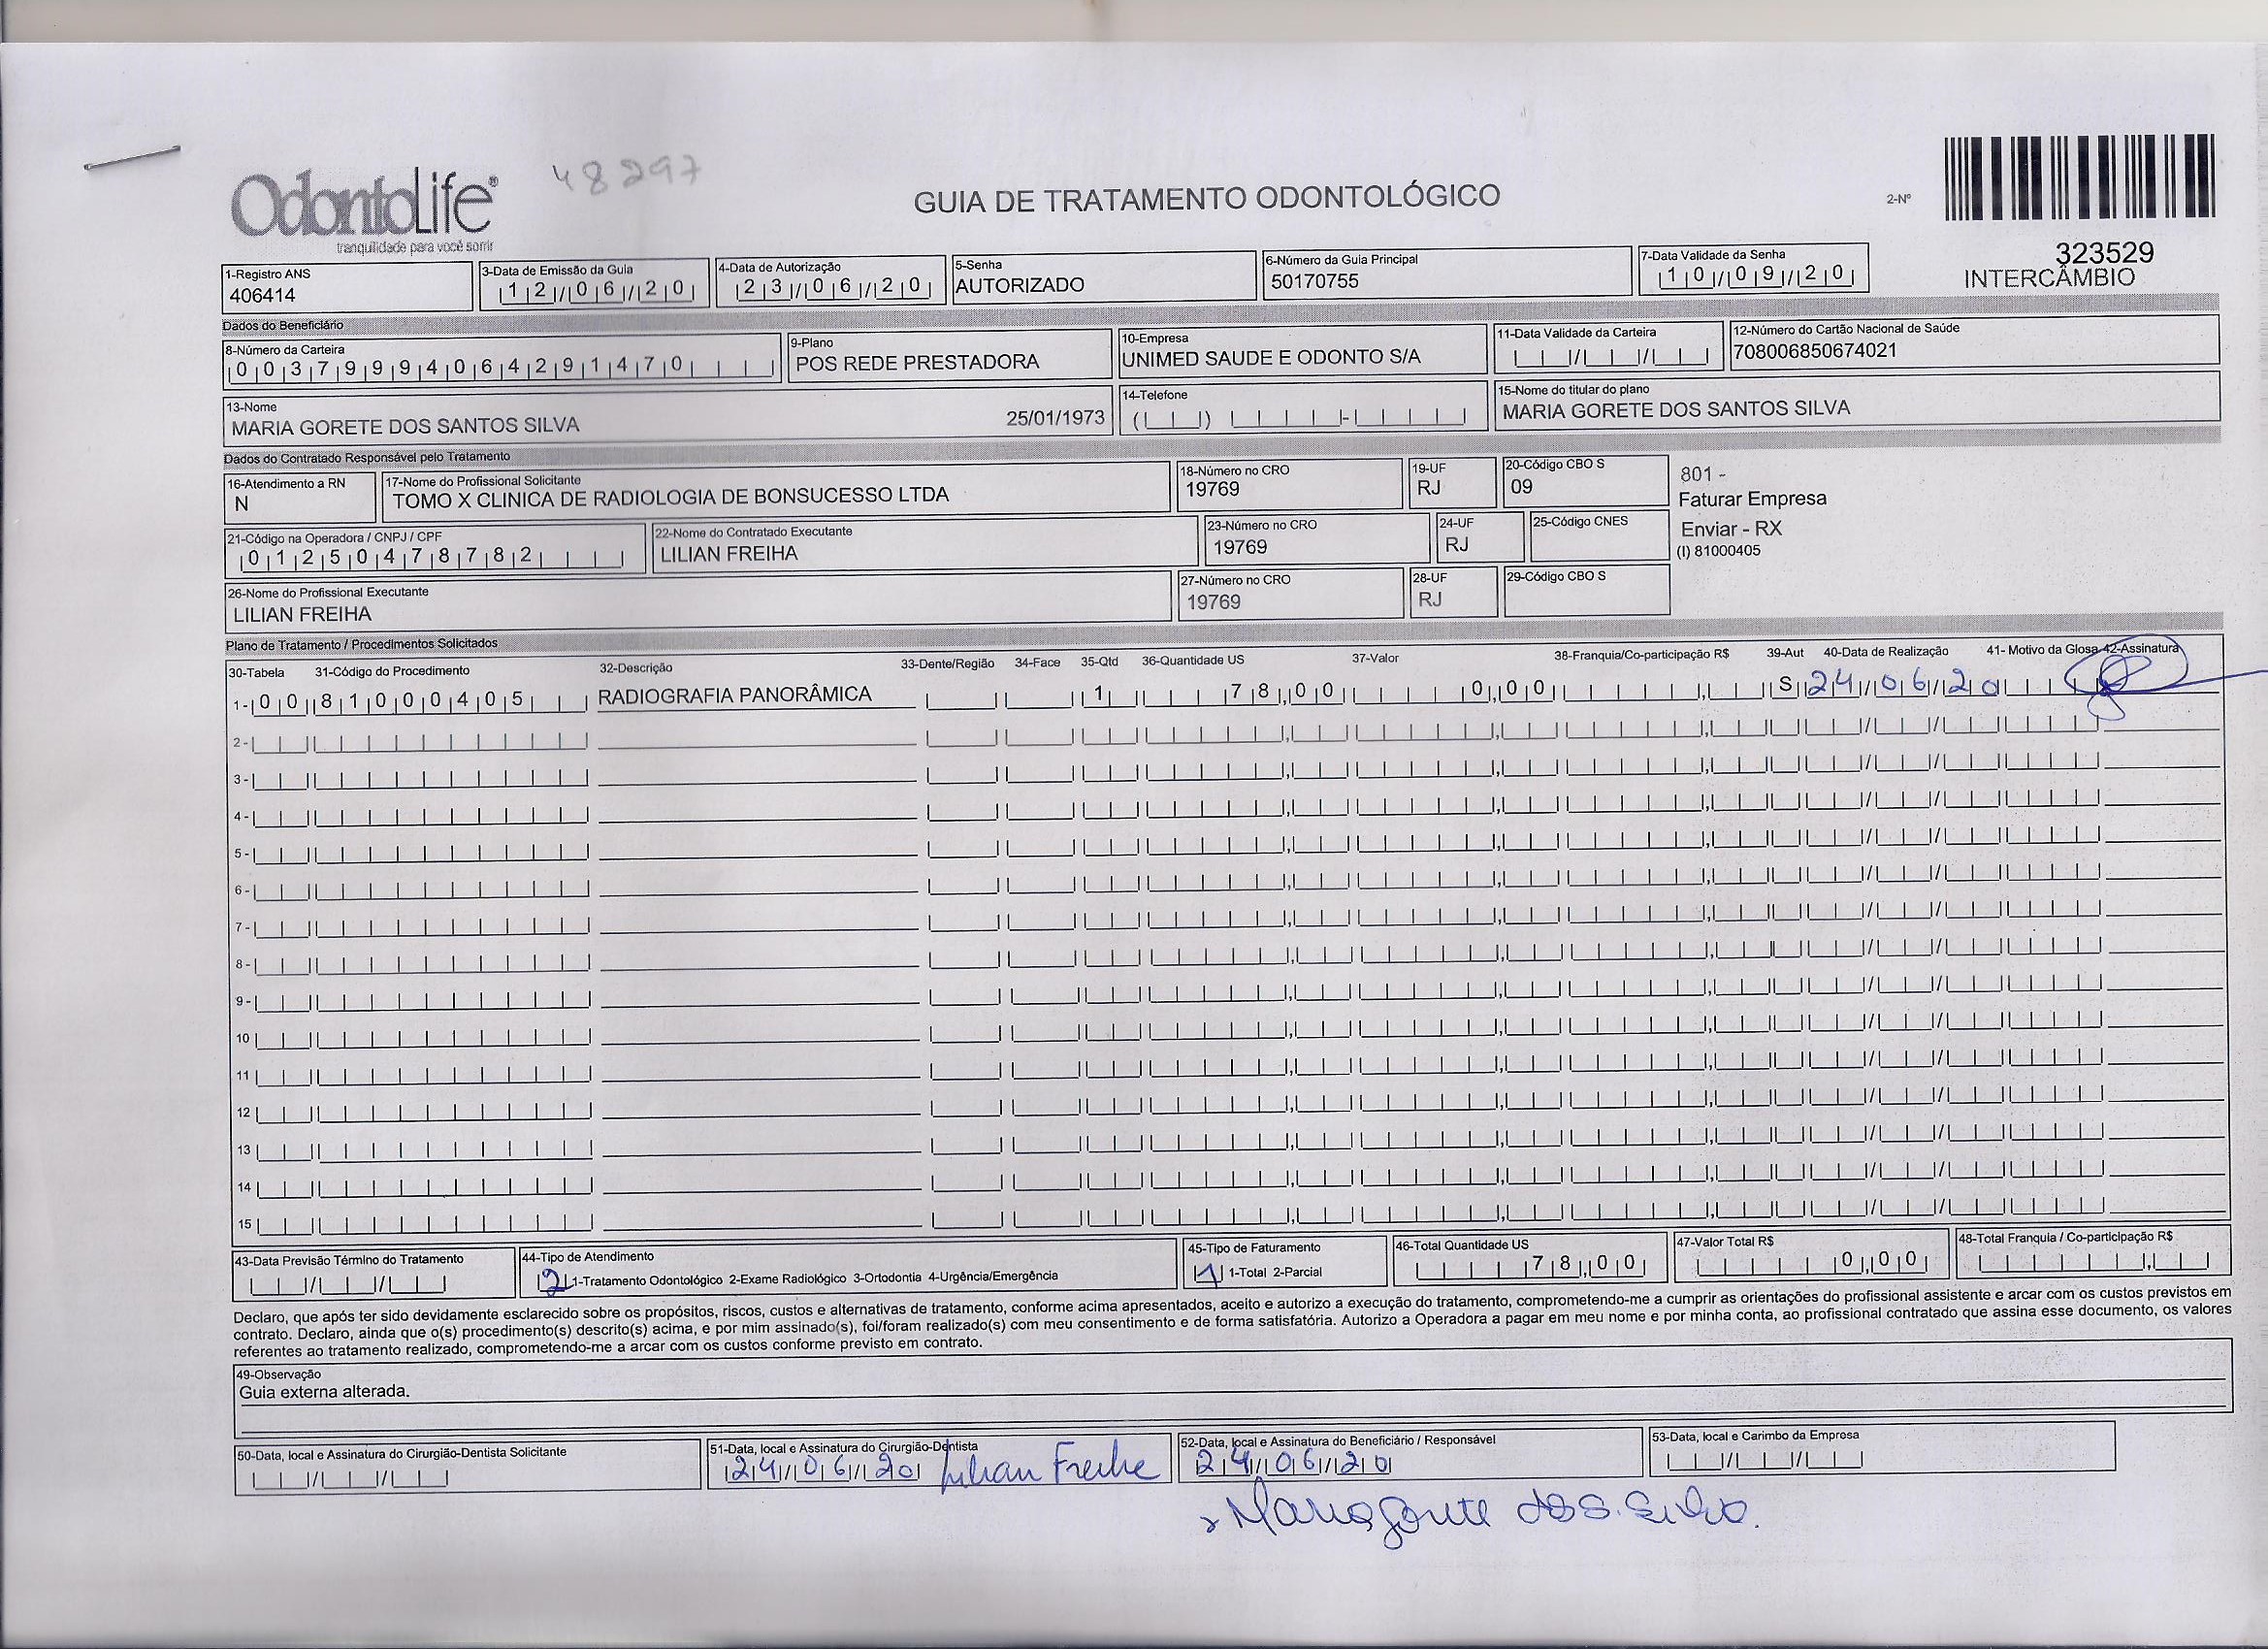 OdontoLife®
tranquilidade para você sorrir
48297
GUIA DE TRATAMENTO ODONTOLÓGICO
2-Nº
323529
INTERCÂMBIO
1-Registro ANS
406414
3-Data de Emissão da Guia
12/06/20
4-Data de Autorização
23/06/20
5-Senha
AUTORIZADO
6-Número da Guia Principal
50170755
7-Data Validade da Senha
10/09/20
Dados do Beneficiário
8-Número da Carteira
00379994064291470
9-Plano
POS REDE PRESTADORA
10-Empresa
UNIMED SAUDE E ODONTO S/A
11-Data Validade da Carteira
12-Número do Cartão Nacional de Saúde
708006850674021
13-Nome
MARIA GORETE DOS SANTOS SILVA 25/01/1973
14-Telefone
15-Nome do titular do plano
MARIA GORETE DOS SANTOS SILVA
Dados do Contratado Responsável pelo Tratamento
16-Atendimento a RN
N
17-Nome do Profissional Solicitante
TOMO X CLINICA DE RADIOLOGIA DE BONSUCESSO LTDA
18-Número no CRO
19769
19-UF
RJ
20-Código CBO S
09
801 -
Faturar Empresa
Enviar - RX
(I) 81000405
21-Código na Operadora / CNPJ / CPF
01250478782
22-Nome do Contratado Executante
LILIAN FREIHA
23-Número no CRO
19769
24-UF
RJ
25-Código CNES
26-Nome do Profissional Executante
LILIAN FREIHA
27-Número no CRO
19769
28-UF
RJ
29-Código CBO S
Plano de Tratamento / Procedimentos Solicitados
30-Tabela 31-Código do Procedimento 32-Descrição 33-Dente/Região 34-Face 35-Qtd 36-Quantidade US 37-Valor 38-Franquia/Co-participação R$ 39-Aut 40-Data de Realização 41- Motivo da Glosa 42-Assinatura
1- 00 81000405 RADIOGRAFIA PANORÂMICA 1 78,00 0,00 S 24/06/20
2-
3-
4-
5-
6-
7-
8-
9-
10
11
12
13
14
15
43-Data Previsão Término do Tratamento
44-Tipo de Atendimento
2 1-Tratamento Odontológico 2-Exame Radiológico 3-Ortodontia 4-Urgência/Emergência
45-Tipo de Faturamento
1 1-Total 2-Parcial
46-Total Quantidade US
78,00
47-Valor Total R$
0,00
48-Total Franquia / Co-participação R$
Declaro, que após ter sido devidamente esclarecido sobre os propósitos, riscos, custos e alternativas de tratamento, conforme acima apresentados, aceito e autorizo a execução do tratamento, comprometendo-me a cumprir as orientações do profissional assistente e arcar com os custos previstos em
contrato. Declaro, ainda que o(s) procedimento(s) descrito(s) acima, e por mim assinado(s), foi/foram realizado(s) com meu consentimento e de forma satisfatória. Autorizo a Operadora a pagar em meu nome e por minha conta, ao profissional contratado que assina esse documento, os valores
referentes ao tratamento realizado, comprometendo-me a arcar com os custos conforme previsto em contrato.
49-Observação
Guia externa alterada.
50-Data, local e Assinatura do Cirurgião-Dentista Solicitante
51-Data, local e Assinatura do Cirurgião-Dentista
24/06/20 Lilian Freihe
52-Data, local e Assinatura do Beneficiário / Responsável
24/06/20
53-Data, local e Carimbo da Empresa
Maria Gorete dos S. Silva.